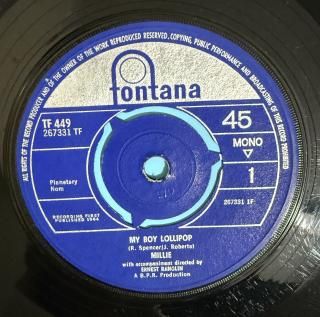 ALL RIGHTS OF THE RECORD PRODUCER AND OF THE OWNER OF THE WORK REPRODUCED RESERVED. COPYING, PUBLIC PERFORMANCE AND BROADCASTING OF THIS RECORD PROHIBITED
fontana
TF 449
267331 TF
45
MONO
1
Planetary
Nom
267331 1F
RECORDING FIRST
PUBLISHED 1964
MY BOY LOLLIPOP
(R. Spencer/J. Roberts)
MILLIE
with accompaniment directed by
ERNEST RANGLIN
A B.P.R. Production